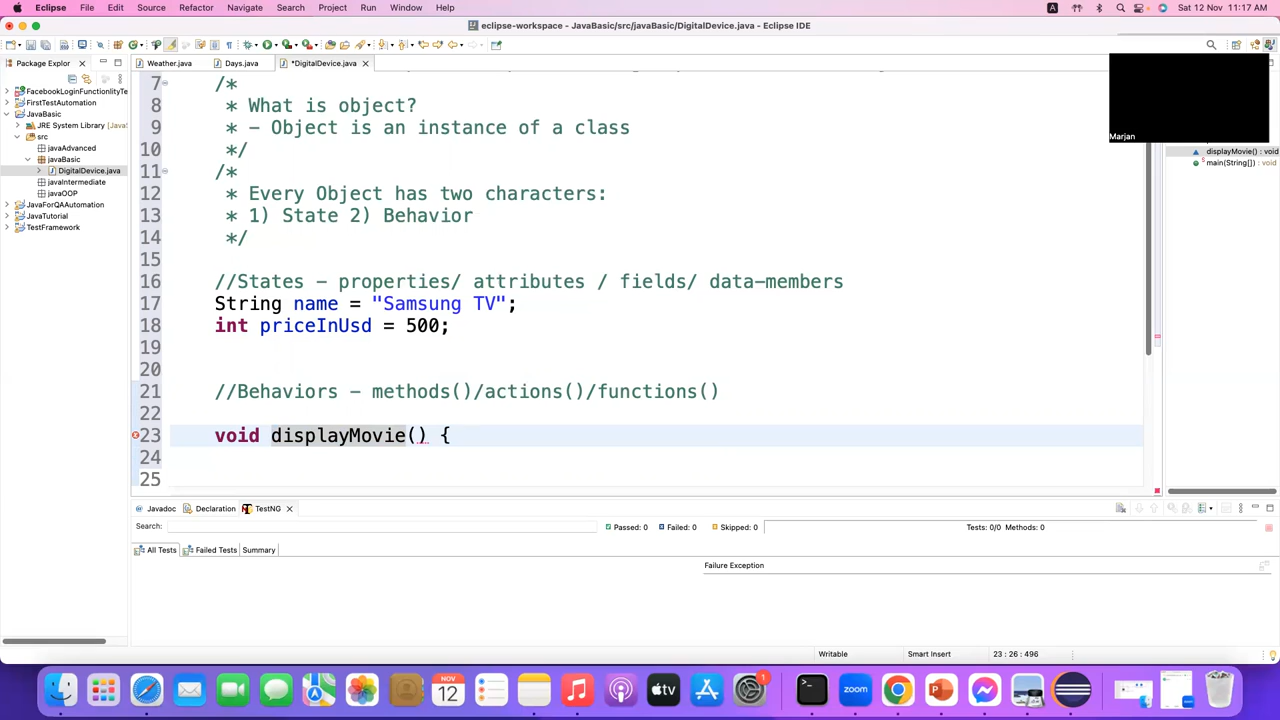 Eclipse File Edit Source Refactor Navigate Search Project Run Window Help
A Sat 12 Nov 11:17 AM
eclipse-workspace - JavaBasic/src/javaBasic/DigitalDevice.java - Eclipse IDE
Package Explor
Weather.java Days.java *DigitalDevice.java
FacebookLoginFunctionlityTe
FirstTestAutomation
JavaBasic
JRE System Library [JavaS
src
javaAdvanced
javaBasic
DigitalDevice.java
javaIntermediate
javaOOP
JavaForQAAutomation
JavaTutorial
TestFramework
7 /*
8 * What is object?
9 * - Object is an instance of a class
10 */
11 /*
12 * Every Object has two characters:
13 * 1) State 2) Behavior
14 */
15
16 //States - properties/ attributes / fields/ data-members
17 String name = "Samsung TV";
18 int priceInUsd = 500;
19
20
21 //Behaviors - methods()/actions()/functions()
22
23 void displayMovie() {
24
25
Marjan
displayMovie() : void
main(String[]) : void
Javadoc Declaration TestNG
Search: Passed: 0 Failed: 0 Skipped: 0 Tests: 0/0 Methods: 0
All Tests Failed Tests Summary
Failure Exception
Writable Smart Insert 23 : 26 : 496
NOV
12
tv
1
zoom